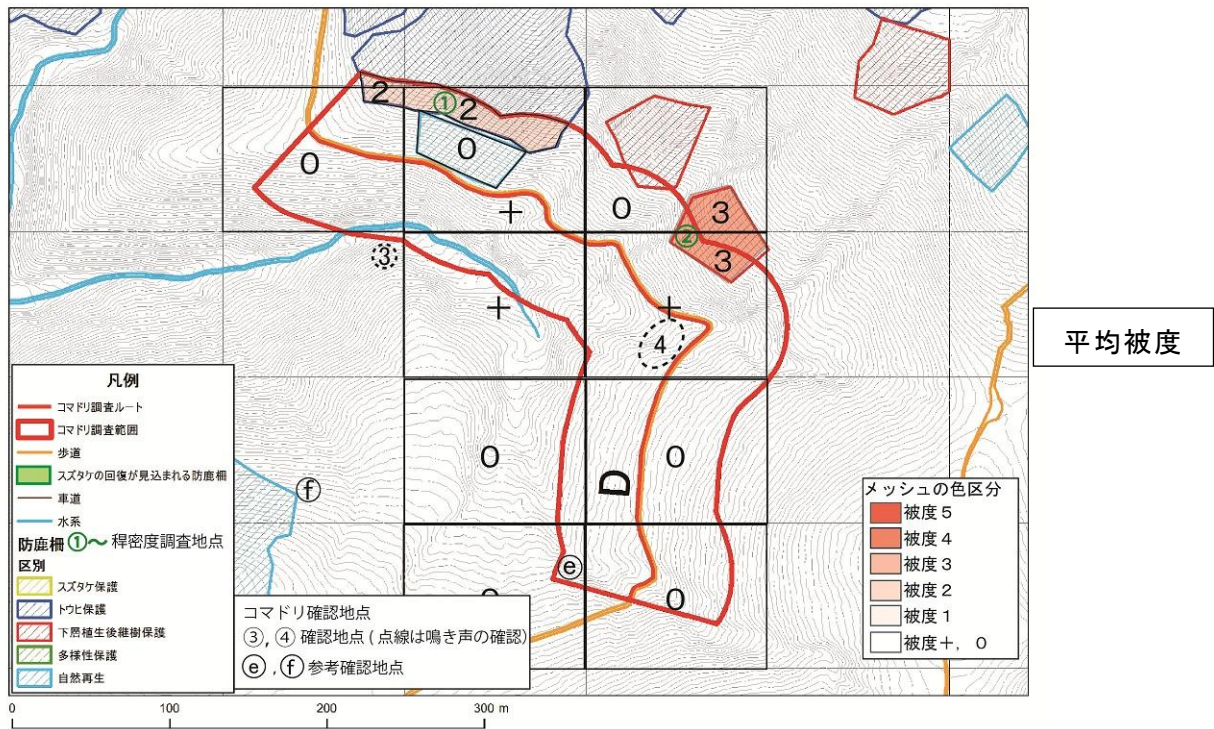 2
①
2
0
0
3
+
0
②
3
③
+
+
4
平均被度
凡例
コマドリ調査ルート
コマドリ調査範囲
歩道
スズタケの回復が見込まれる防鹿柵
車道
水系
防鹿柵 ①～ 稈密度調査地点
区別
スズタケ保護
トウヒ保護
下層植生後継樹保護
多様性保護
自然再生
0
D
0
ⓕ
メッシュの色区分
被度5
被度4
被度3
被度2
被度1
被度+, 0
ⓔ
0
0
コマドリ確認地点
③, ④ 確認地点 (点線は鳴き声の確認)
ⓔ, ⓕ 参考確認地点
0 100 200 300 m